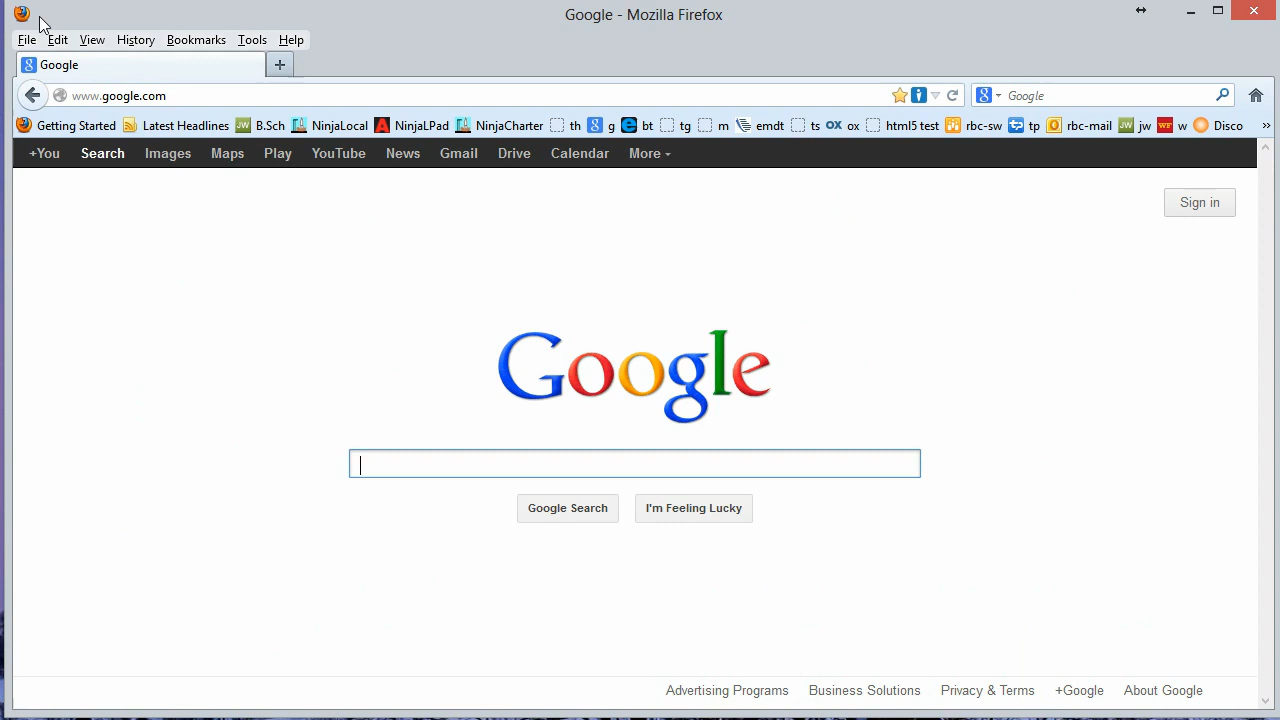 Google - Mozilla Firefox
File Edit View History Bookmarks Tools Help
Google
www.google.com Google
Getting Started Latest Headlines B.Sch NinjaLocal NinjaLPad NinjaCharter th g bt tg m emdt ts ox html5 test rbc-sw tp rbc-mail jw w Disco
+You Search Images Maps Play YouTube News Gmail Drive Calendar More
Sign in
Google
Google Search I'm Feeling Lucky
Advertising Programs Business Solutions Privacy & Terms +Google About Google